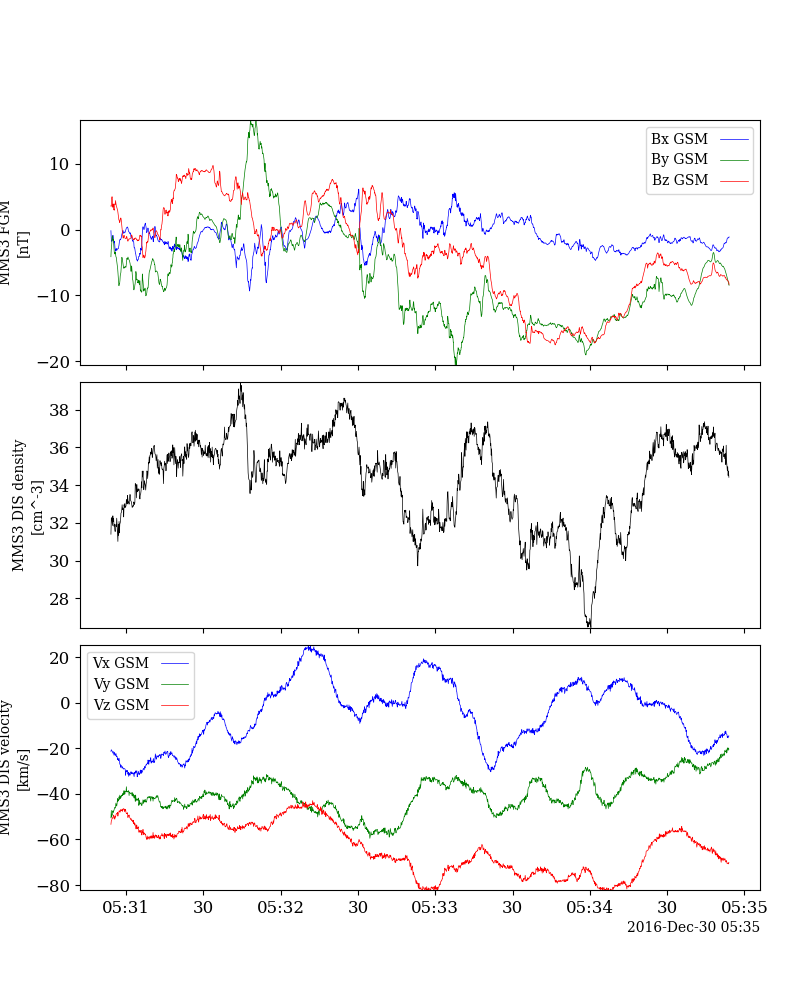 MMS3 FGM
[nT]
10
0
−10
−20
Bx GSM
By GSM
Bz GSM
MMS3 DIS density
[cm^-3]
38
36
34
32
30
28
MMS3 DIS velocity
[km/s]
20
0
−20
−40
−60
−80
Vx GSM
Vy GSM
Vz GSM
05:31 30 05:32 30 05:33 30 05:34 30 05:35
2016-Dec-30 05:35